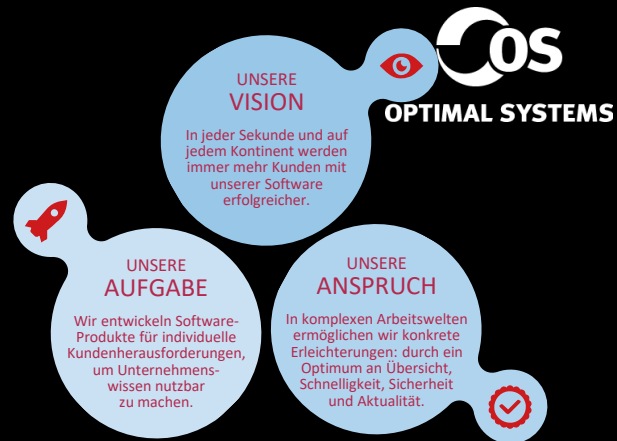 OS
OPTIMAL SYSTEMS
UNSERE
VISION
In jeder Sekunde und auf
jedem Kontinent werden
immer mehr Kunden mit
unserer Software
erfolgreicher.
UNSERE
AUFGABE
Wir entwickeln Software-
Produkte für individuelle
Kundenherausforderungen,
um Unternehmens-
wissen nutzbar
zu machen.
UNSERE
ANSPRUCH
In komplexen Arbeitswelten
ermöglichen wir konkrete
Erleichterungen: durch ein
Optimum an Übersicht,
Schnelligkeit, Sicherheit
und Aktualität.